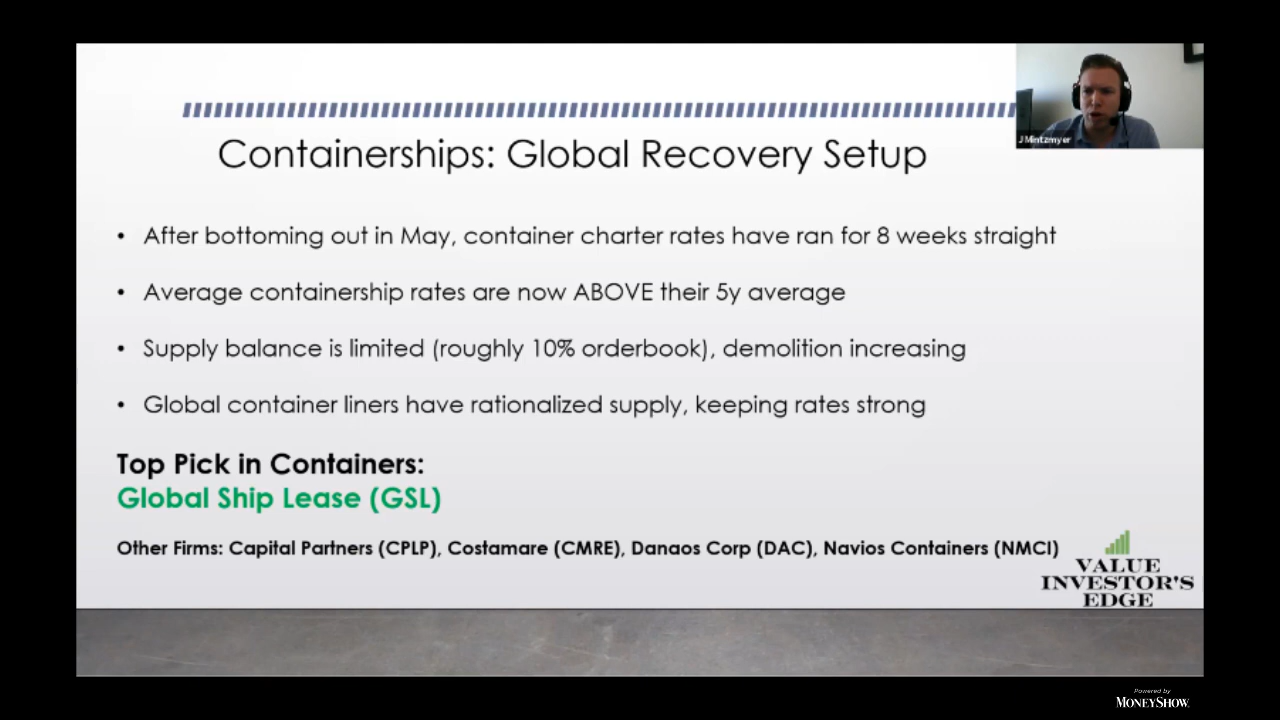 J Mintzmyer
Containerships: Global Recovery Setup
• After bottoming out in May, container charter rates have ran for 8 weeks straight
• Average containership rates are now ABOVE their 5y average
• Supply balance is limited (roughly 10% orderbook), demolition increasing
• Global container liners have rationalized supply, keeping rates strong
Top Pick in Containers:
Global Ship Lease (GSL)
Other Firms: Capital Partners (CPLP), Costamare (CMRE), Danaos Corp (DAC), Navios Containers (NMCI)
VALUE
INVESTOR'S
EDGE
Powered by
MONEYSHOW